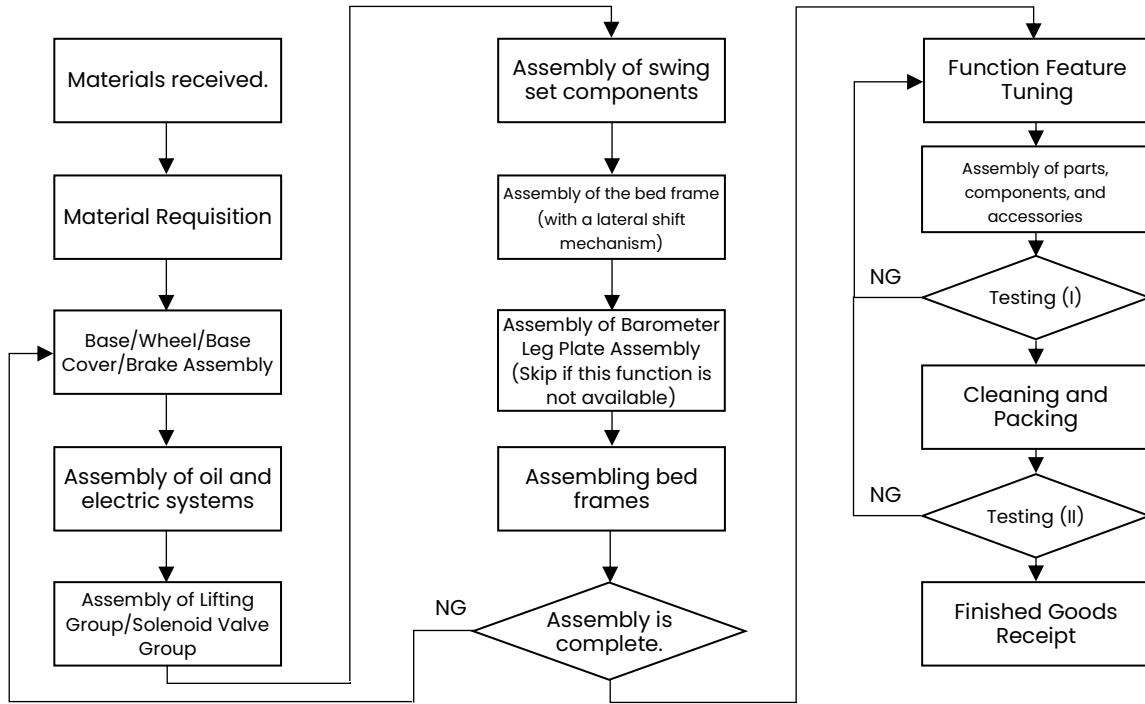 Materials received.
Material Requisition
Base/Wheel/Base
Cover/Brake Assembly
Assembly of oil and
electric systems
Assembly of Lifting
Group/Solenoid Valve
Group
Assembly of swing
set components
Assembly of the bed frame
(with a lateral shift
mechanism)
Assembly of Barometer
Leg Plate Assembly
(Skip if this function is
not available)
Assembling bed
frames
NG
Assembly is
complete.
Function Feature
Tuning
Assembly of parts,
components, and
accessories
NG
Testing (I)
Cleaning and
Packing
NG
Testing (II)
Finished Goods
Receipt